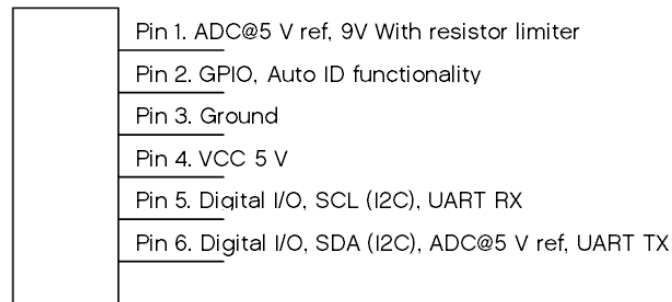 Pin 1. ADC@5 V ref, 9V With resistor limiter
Pin 2. GPIO, Auto ID functionality
Pin 3. Ground
Pin 4. VCC 5 V
Pin 5. Digital I/O, SCL (I2C), UART RX
Pin 6. Digital I/O, SDA (I2C), ADC@5 V ref, UART TX